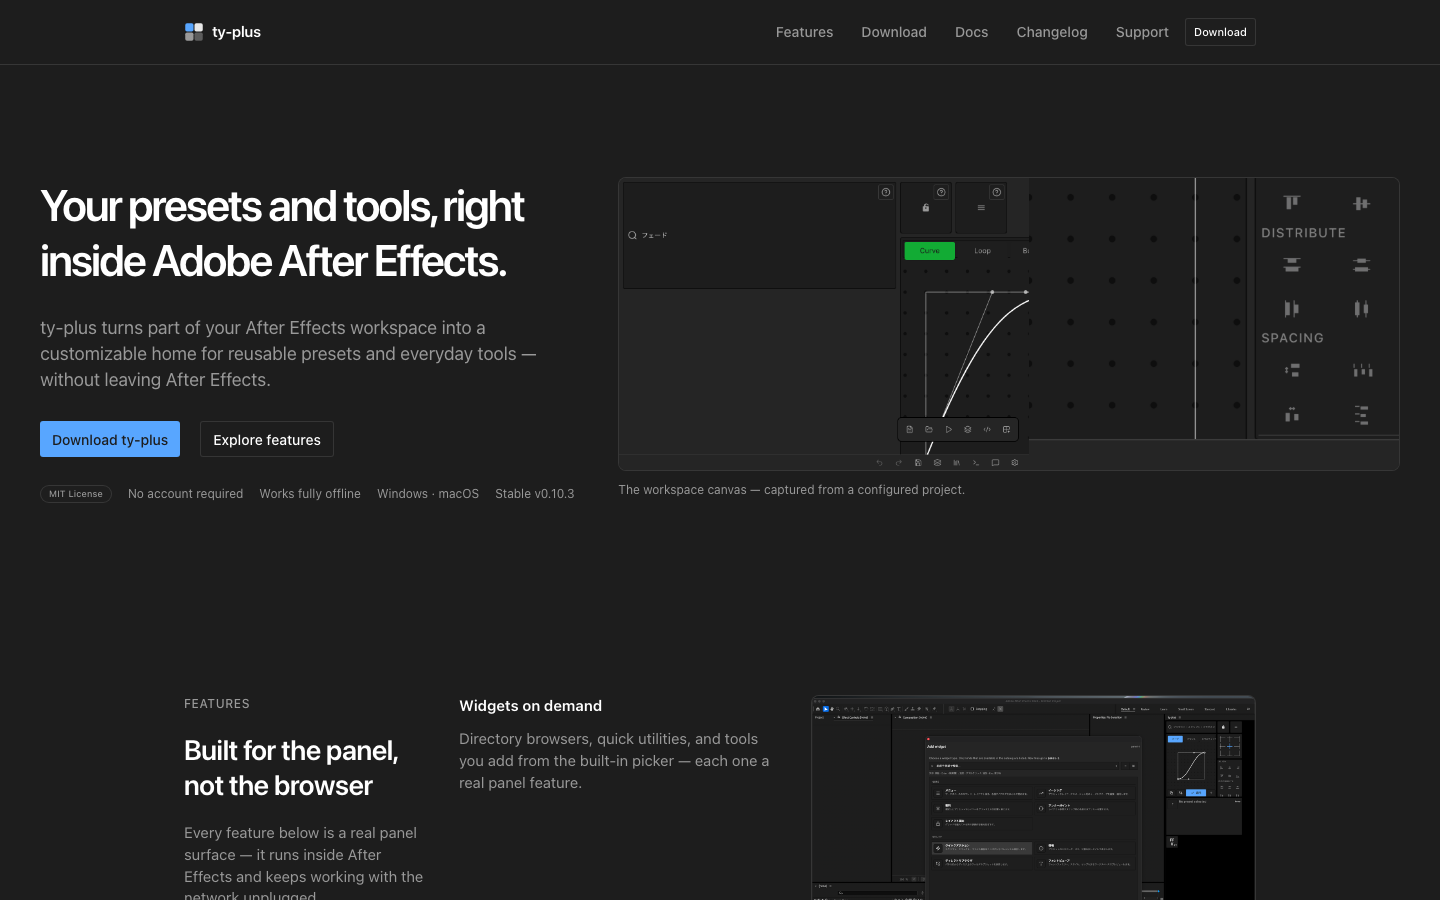 ty-plus
Features
Download
Docs
Changelog
Support
Download
Your presets and tools, right
inside Adobe After Effects.
ty-plus turns part of your After Effects workspace into a
customizable home for reusable presets and everyday tools —
without leaving After Effects.
Download ty-plus
Explore features
MIT License
No account required
Works fully offline
Windows · macOS
Stable v0.10.3
フェード
Curve
Loop
DISTRIBUTE
SPACING
The workspace canvas — captured from a configured project.
FEATURES
Built for the panel,
not the browser
Every feature below is a real panel
surface — it runs inside After
Effects and keeps working with the
network unplugged
Widgets on demand
Directory browsers, quick utilities, and tools
you add from the built-in picker — each one a
real panel feature.
Add widget